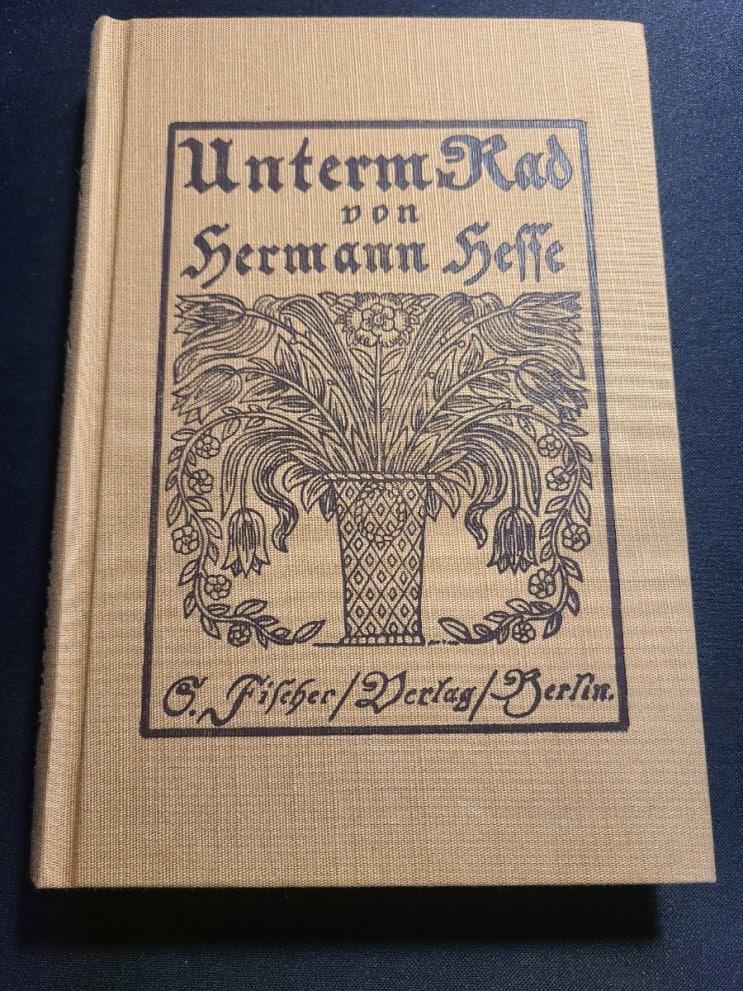 Unterm Rad
von
Hermann Hesse
S. Fischer/Verlag/Berlin.